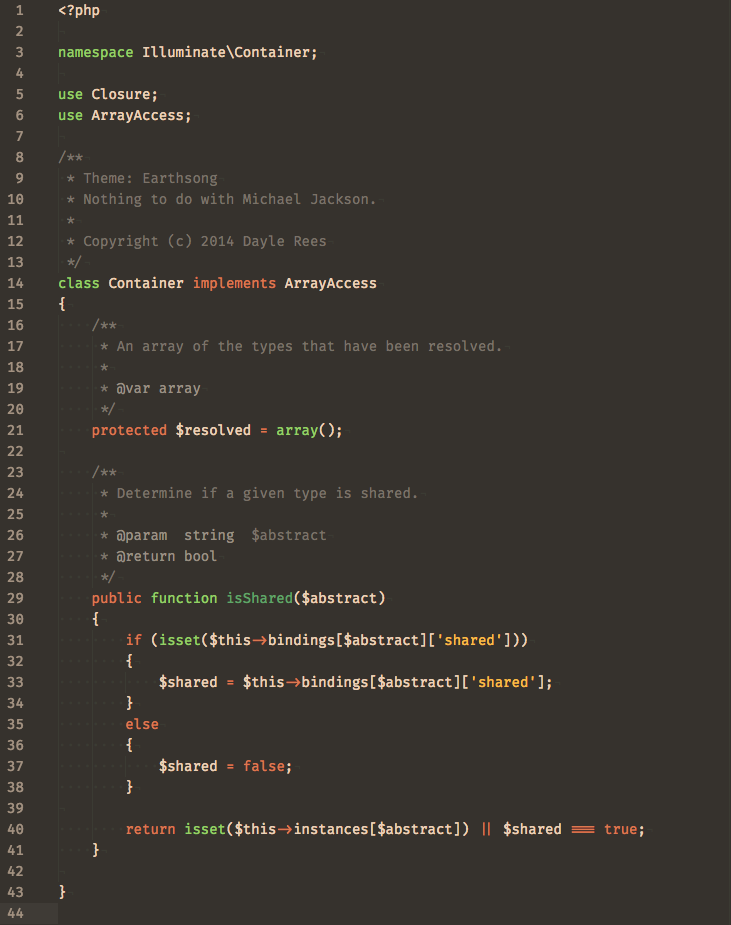 1 <?php
2
3 namespace Illuminate\Container;
4
5 use Closure;
6 use ArrayAccess;
7
8 /**
9  * Theme: Earthsong
10  * Nothing to do with Michael Jackson.
11  *
12  * Copyright (c) 2014 Dayle Rees
13  */
14 class Container implements ArrayAccess
15 {
16     /**
17      * An array of the types that have been resolved.
18      *
19      * @var array
20      */
21     protected $resolved = array();
22
23     /**
24      * Determine if a given type is shared.
25      *
26      * @param  string  $abstract
27      * @return bool
28      */
29     public function isShared($abstract)
30     {
31         if (isset($this->bindings[$abstract]['shared']))
32         {
33             $shared = $this->bindings[$abstract]['shared'];
34         }
35         else
36         {
37             $shared = false;
38         }
39
40         return isset($this->instances[$abstract]) || $shared === true;
41     }
42
43 }
44